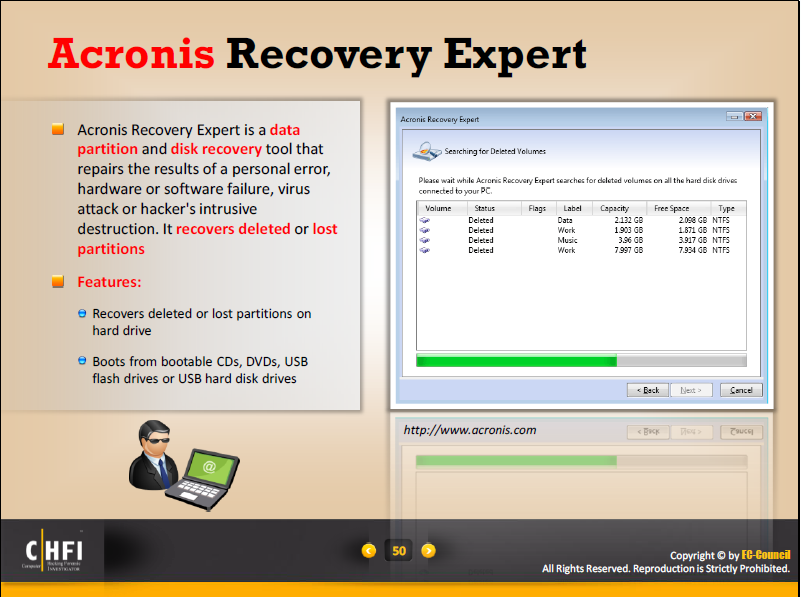 Acronis Recovery Expert
Acronis Recovery Expert is a data
partition and disk recovery tool that
repairs the results of a personal error,
hardware or software failure, virus
attack or hacker's intrusive
destruction. It recovers deleted or lost
partitions
Features:
Recovers deleted or lost partitions on
hard drive
Boots from bootable CDs, DVDs, USB
flash drives or USB hard disk drives
Acronis Recovery Expert
Searching for Deleted Volumes
Please wait while Acronis Recovery Expert searches for deleted volumes on all the hard disk drives
connected to your PC.
Volume Status Flags Label Capacity Free Space Type
Deleted Data 2.132 GB 2.098 GB NTFS
Deleted Work 1.903 GB 1.871 GB NTFS
Deleted Music 3.96 GB 3.917 GB NTFS
Deleted Work 7.997 GB 7.934 GB NTFS
< Back Next > Cancel
http://www.acronis.com
@
CHFI
Computer Hacking Forensic
INVESTIGATOR
50
Copyright © by EC-Council
All Rights Reserved. Reproduction is Strictly Prohibited.